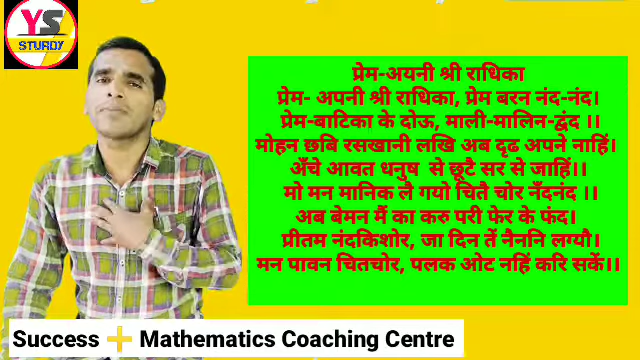 YS
STURDY
प्रेम-अयनी श्री राधिका
प्रेम- अपनी श्री राधिका, प्रेम बरन नंद-नंद।
प्रेम-बाटिका के दोऊ, माली-मालिन-द्वंद ।।
मोहन छबि रसखानी लखि अब दृढ अपने नाहिं।
अँचे आवत धनुष से छूटै सर से जाहिं।।
मो मन मानिक लै गयो चितै चोर नँदनंद ।।
अब बेमन मैं का करु परी फेर के फंद।
प्रीतम नंदकिशोर, जा दिन तें नैननि लग्यौ।
मन पावन चितचोर, पलक ओट नहिं करि सकें।।
Success ➕ Mathematics Coaching Centre